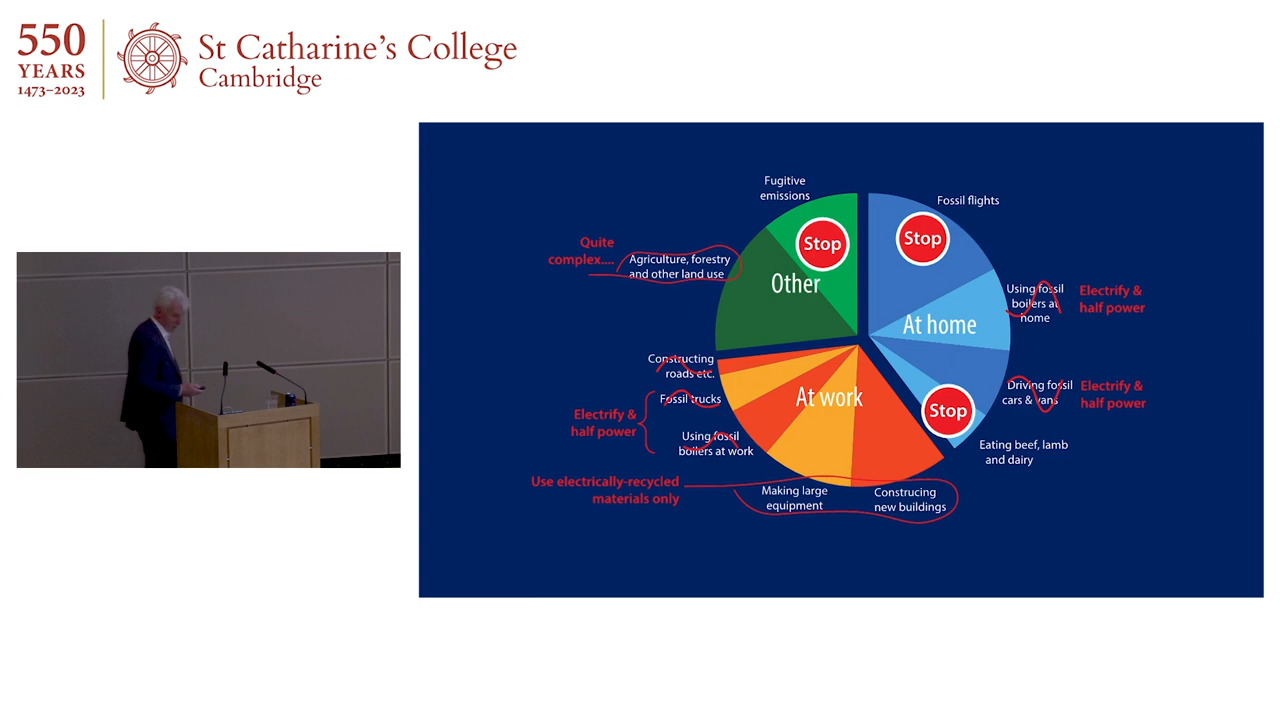 550
YEARS
1473–2023
St Catharine's College
Cambridge
Fugitive
emissions
Stop
Fossil flights
Stop
Quite
complex....
Agriculture, forestry
and other land use
Other
Using fossil
boilers at
home
Electrify &
half power
At home
Constructing
roads etc.
Fossil trucks
Electrify &
half power
Using fossil
boilers at work
At work
Driving fossil
cars & vans
Electrify &
half power
Stop
Eating beef, lamb
and dairy
Use electrically-recycled
materials only
Making large
equipment
Construcing
new buildings